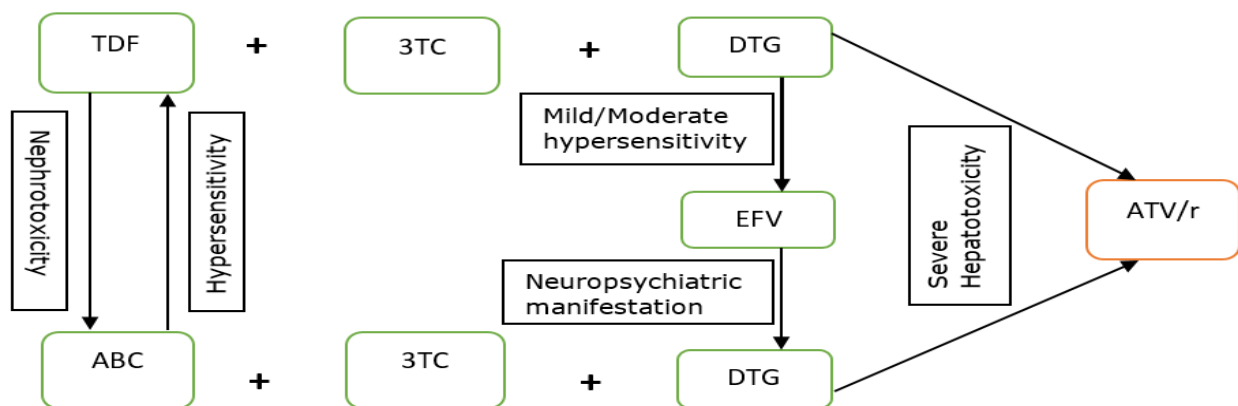 TDF + 3TC + DTG
Nephrotoxicity
Hypersensitivity
Mild/Moderate
hypersensitivity
Severe
Hepatotoxicity
ATV/r
EFV
Neuropsychiatric
manifestation
ABC + 3TC + DTG